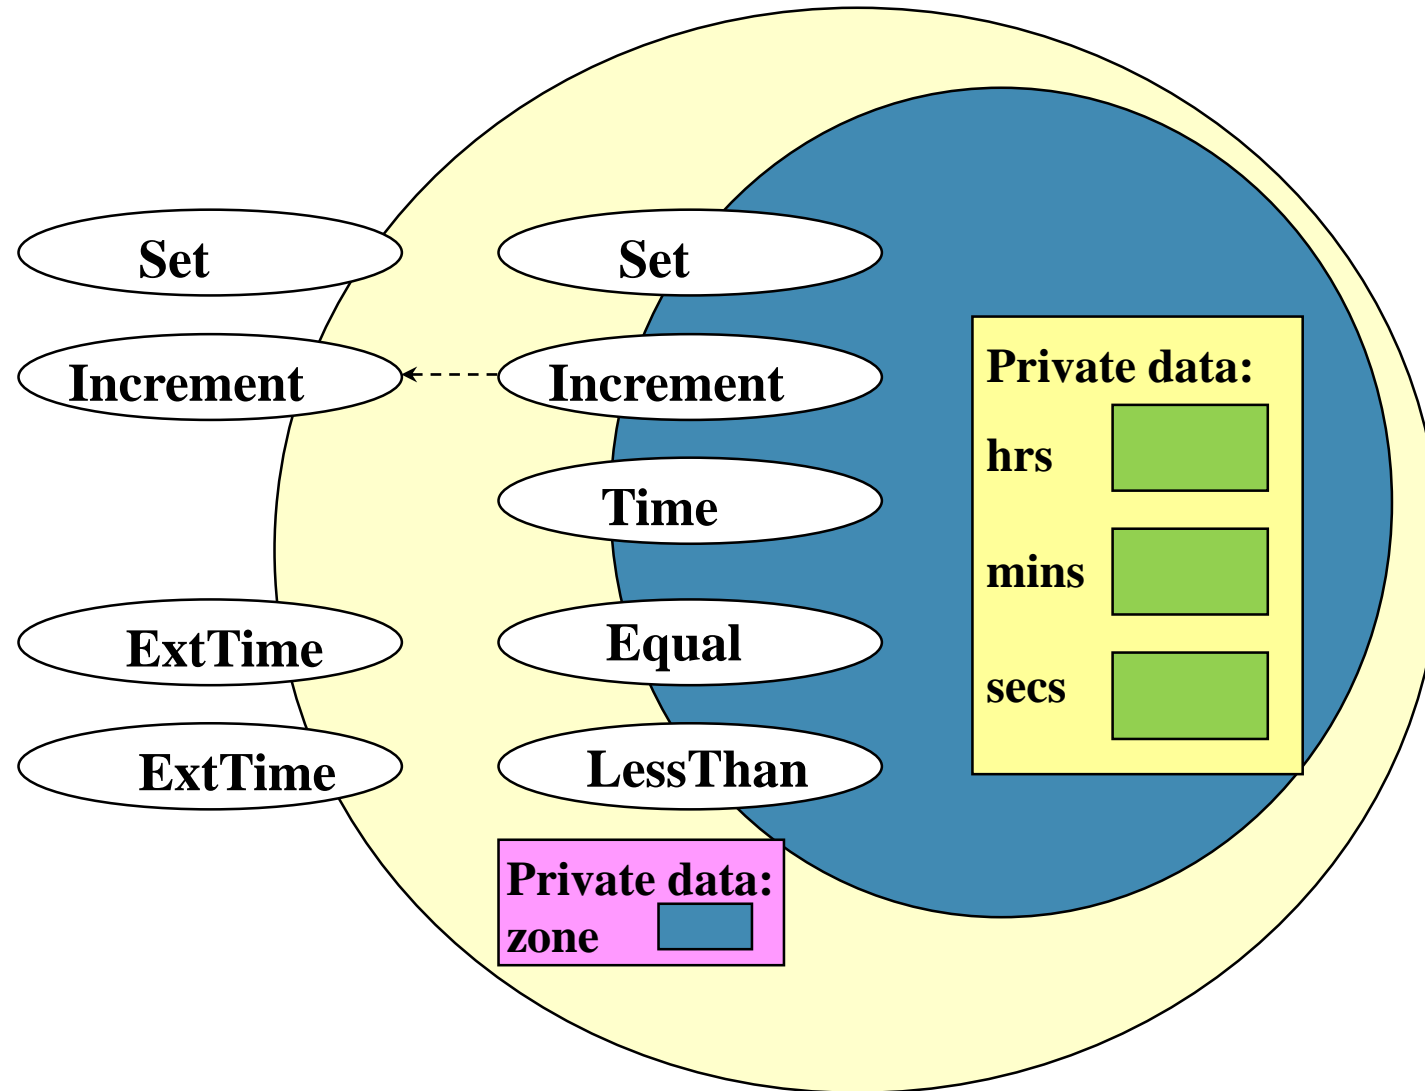 Set
Increment
ExtTime
ExtTime
Set
Increment
Time
Equal
LessThan
Private data:
zone
Private data:
hrs
mins
secs